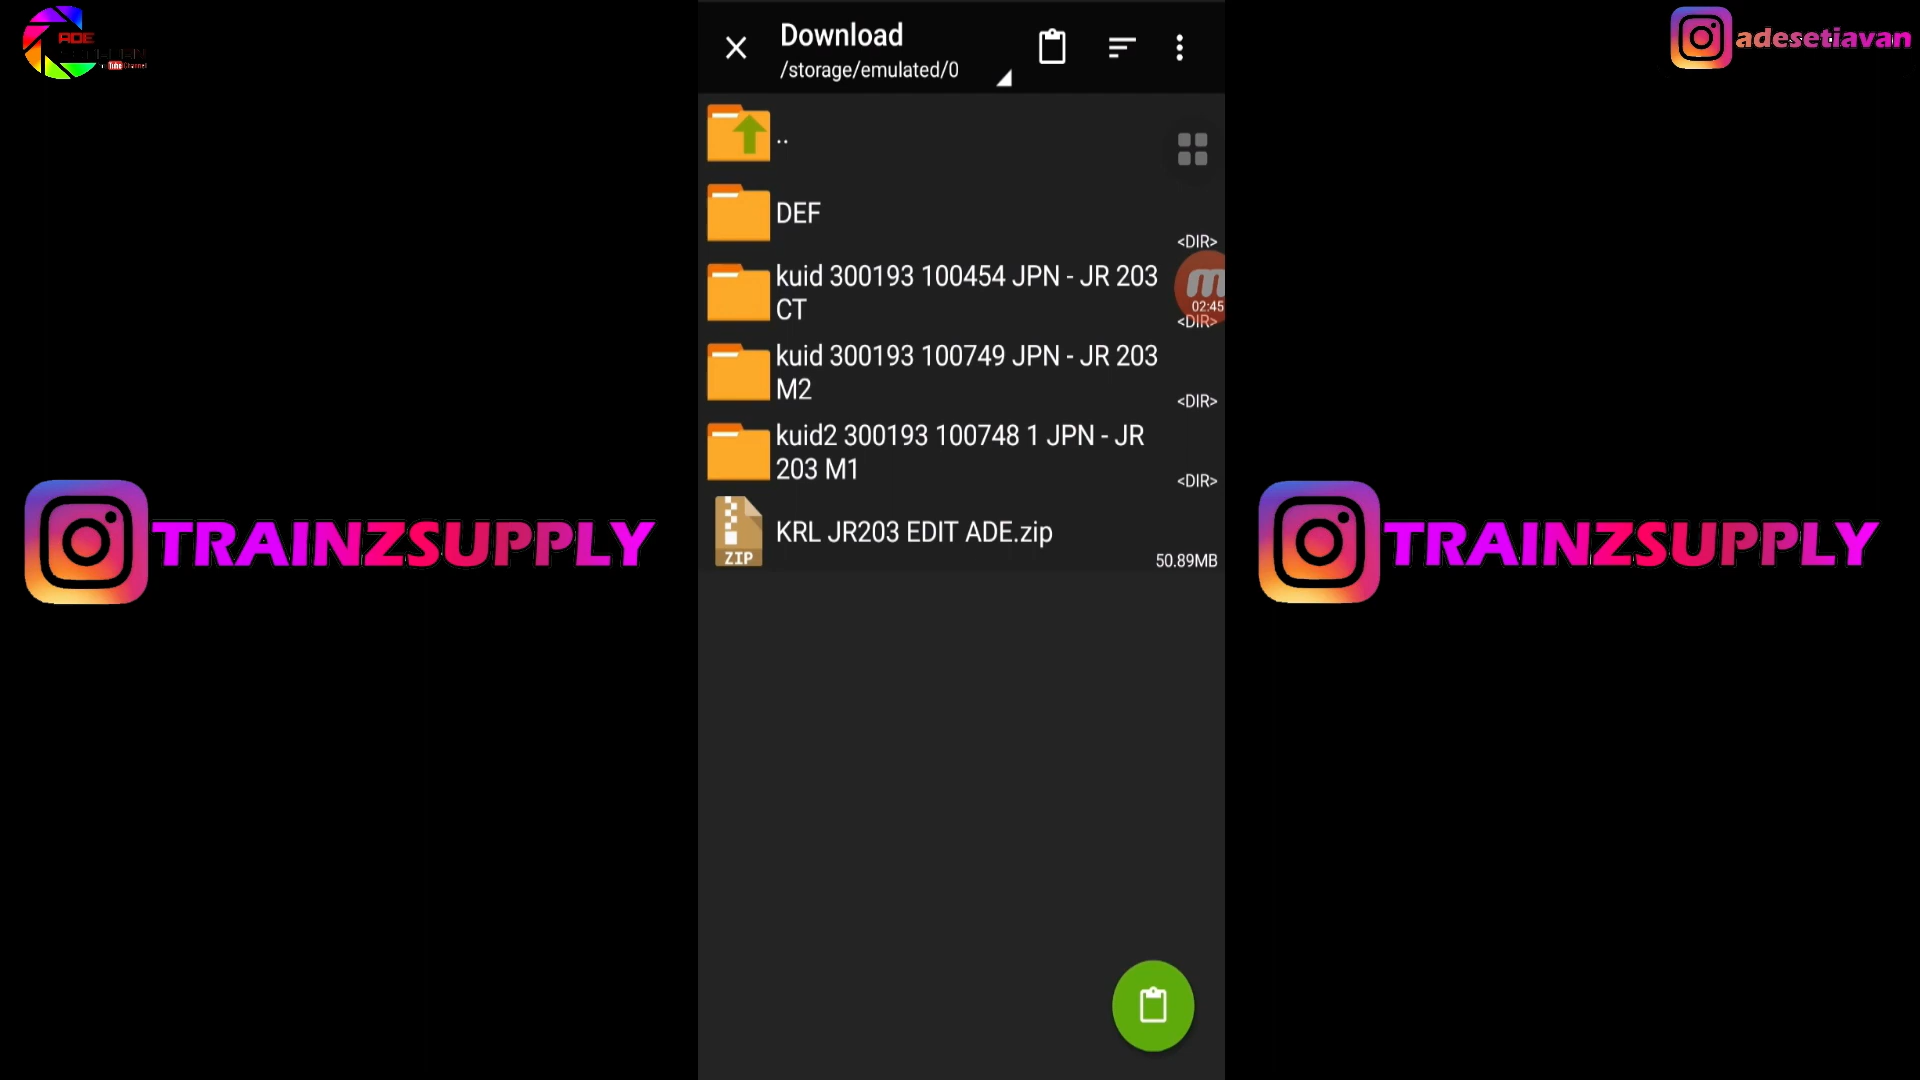 ADE
Tube Channel
Download
/storage/emulated/0
adesetiavan
..
DEF
<DIR>
kuid 300193 100454 JPN - JR 203
CT
02:45
<DIR>
kuid 300193 100749 JPN - JR 203
M2
<DIR>
kuid2 300193 100748 1 JPN - JR
203 M1
<DIR>
KRL JR203 EDIT ADE.zip
ZIP
50.89MB
TRAINZSUPPLY
TRAINZSUPPLY